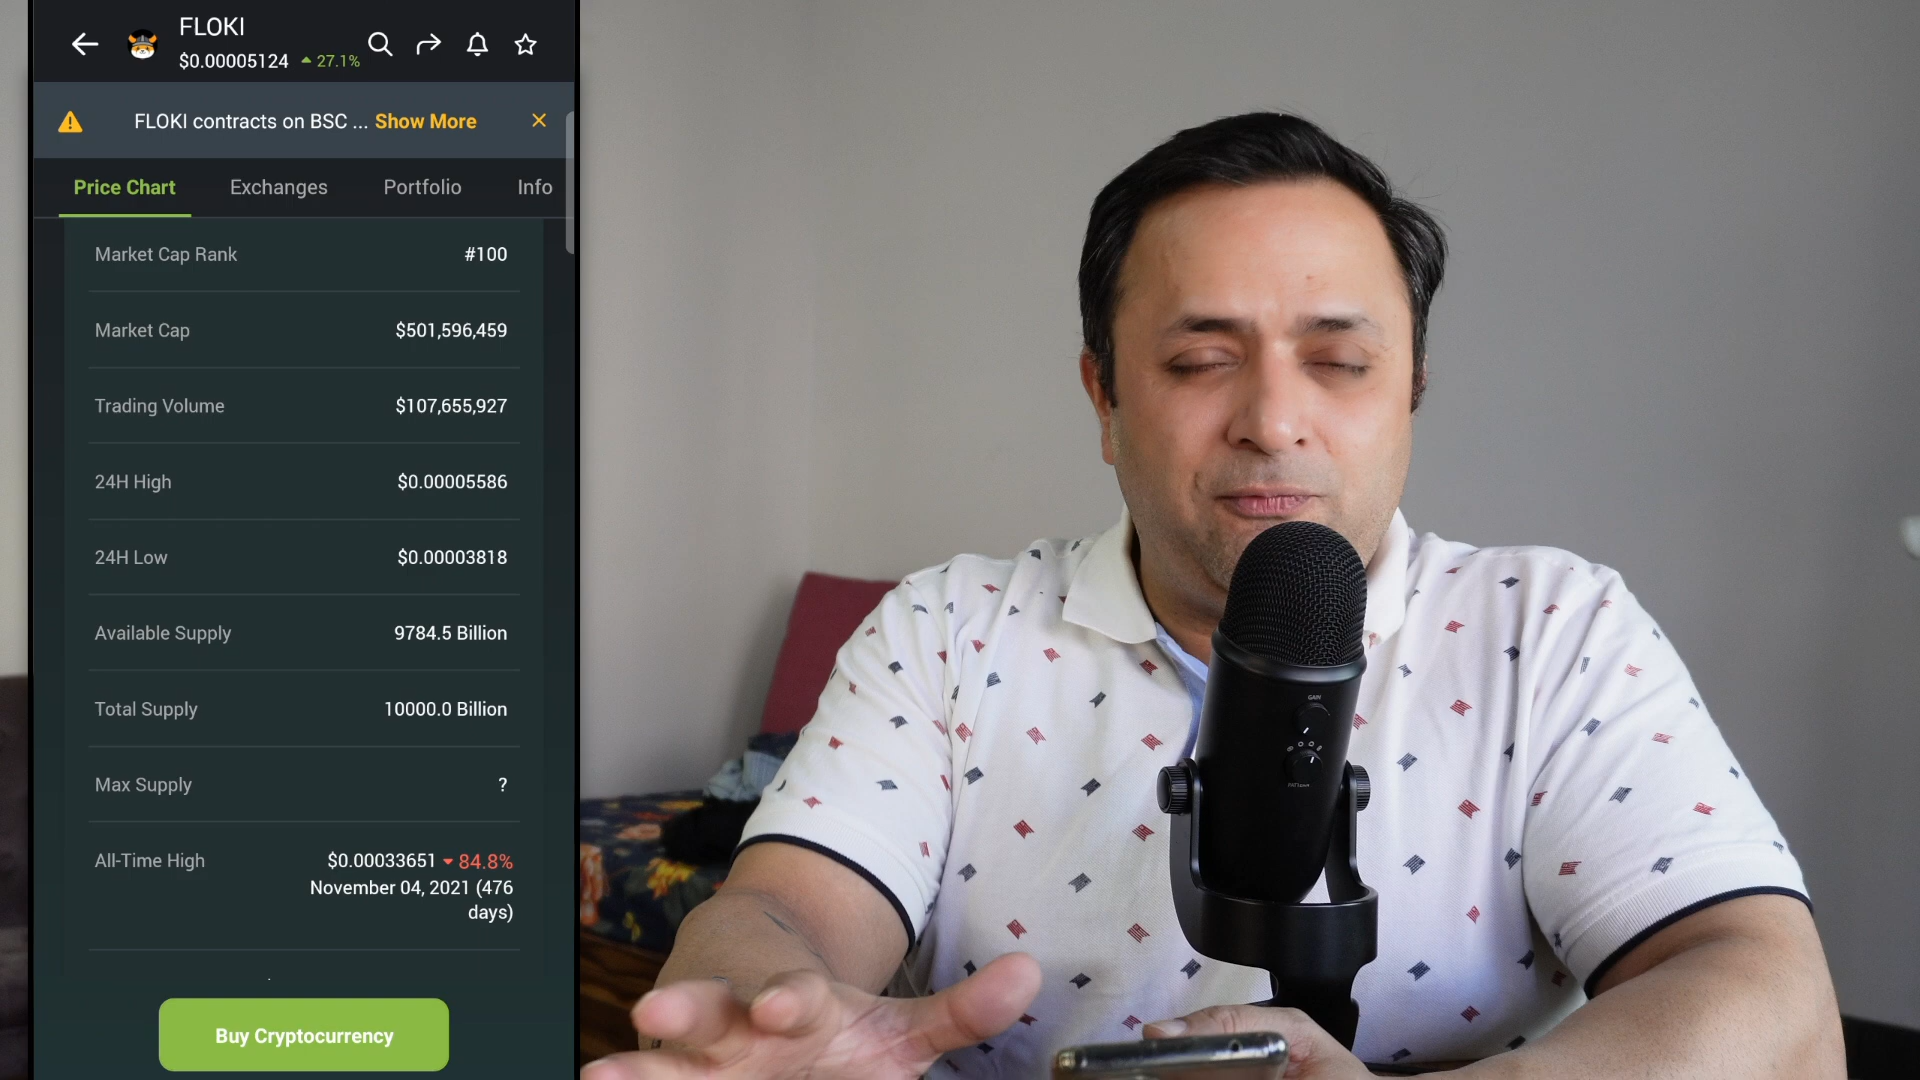 FLOKI
$0.00005124 27.1%
FLOKI contracts on BSC ... Show More
Price Chart Exchanges Portfolio Info
Market Cap Rank #100
Market Cap $501,596,459
Trading Volume $107,655,927
24H High $0.00005586
24H Low $0.00003818
Available Supply 9784.5 Billion
Total Supply 10000.0 Billion
Max Supply ?
All-Time High $0.00033651 84.8%
November 04, 2021 (476
days)
Buy Cryptocurrency
GAIN
PATTERN